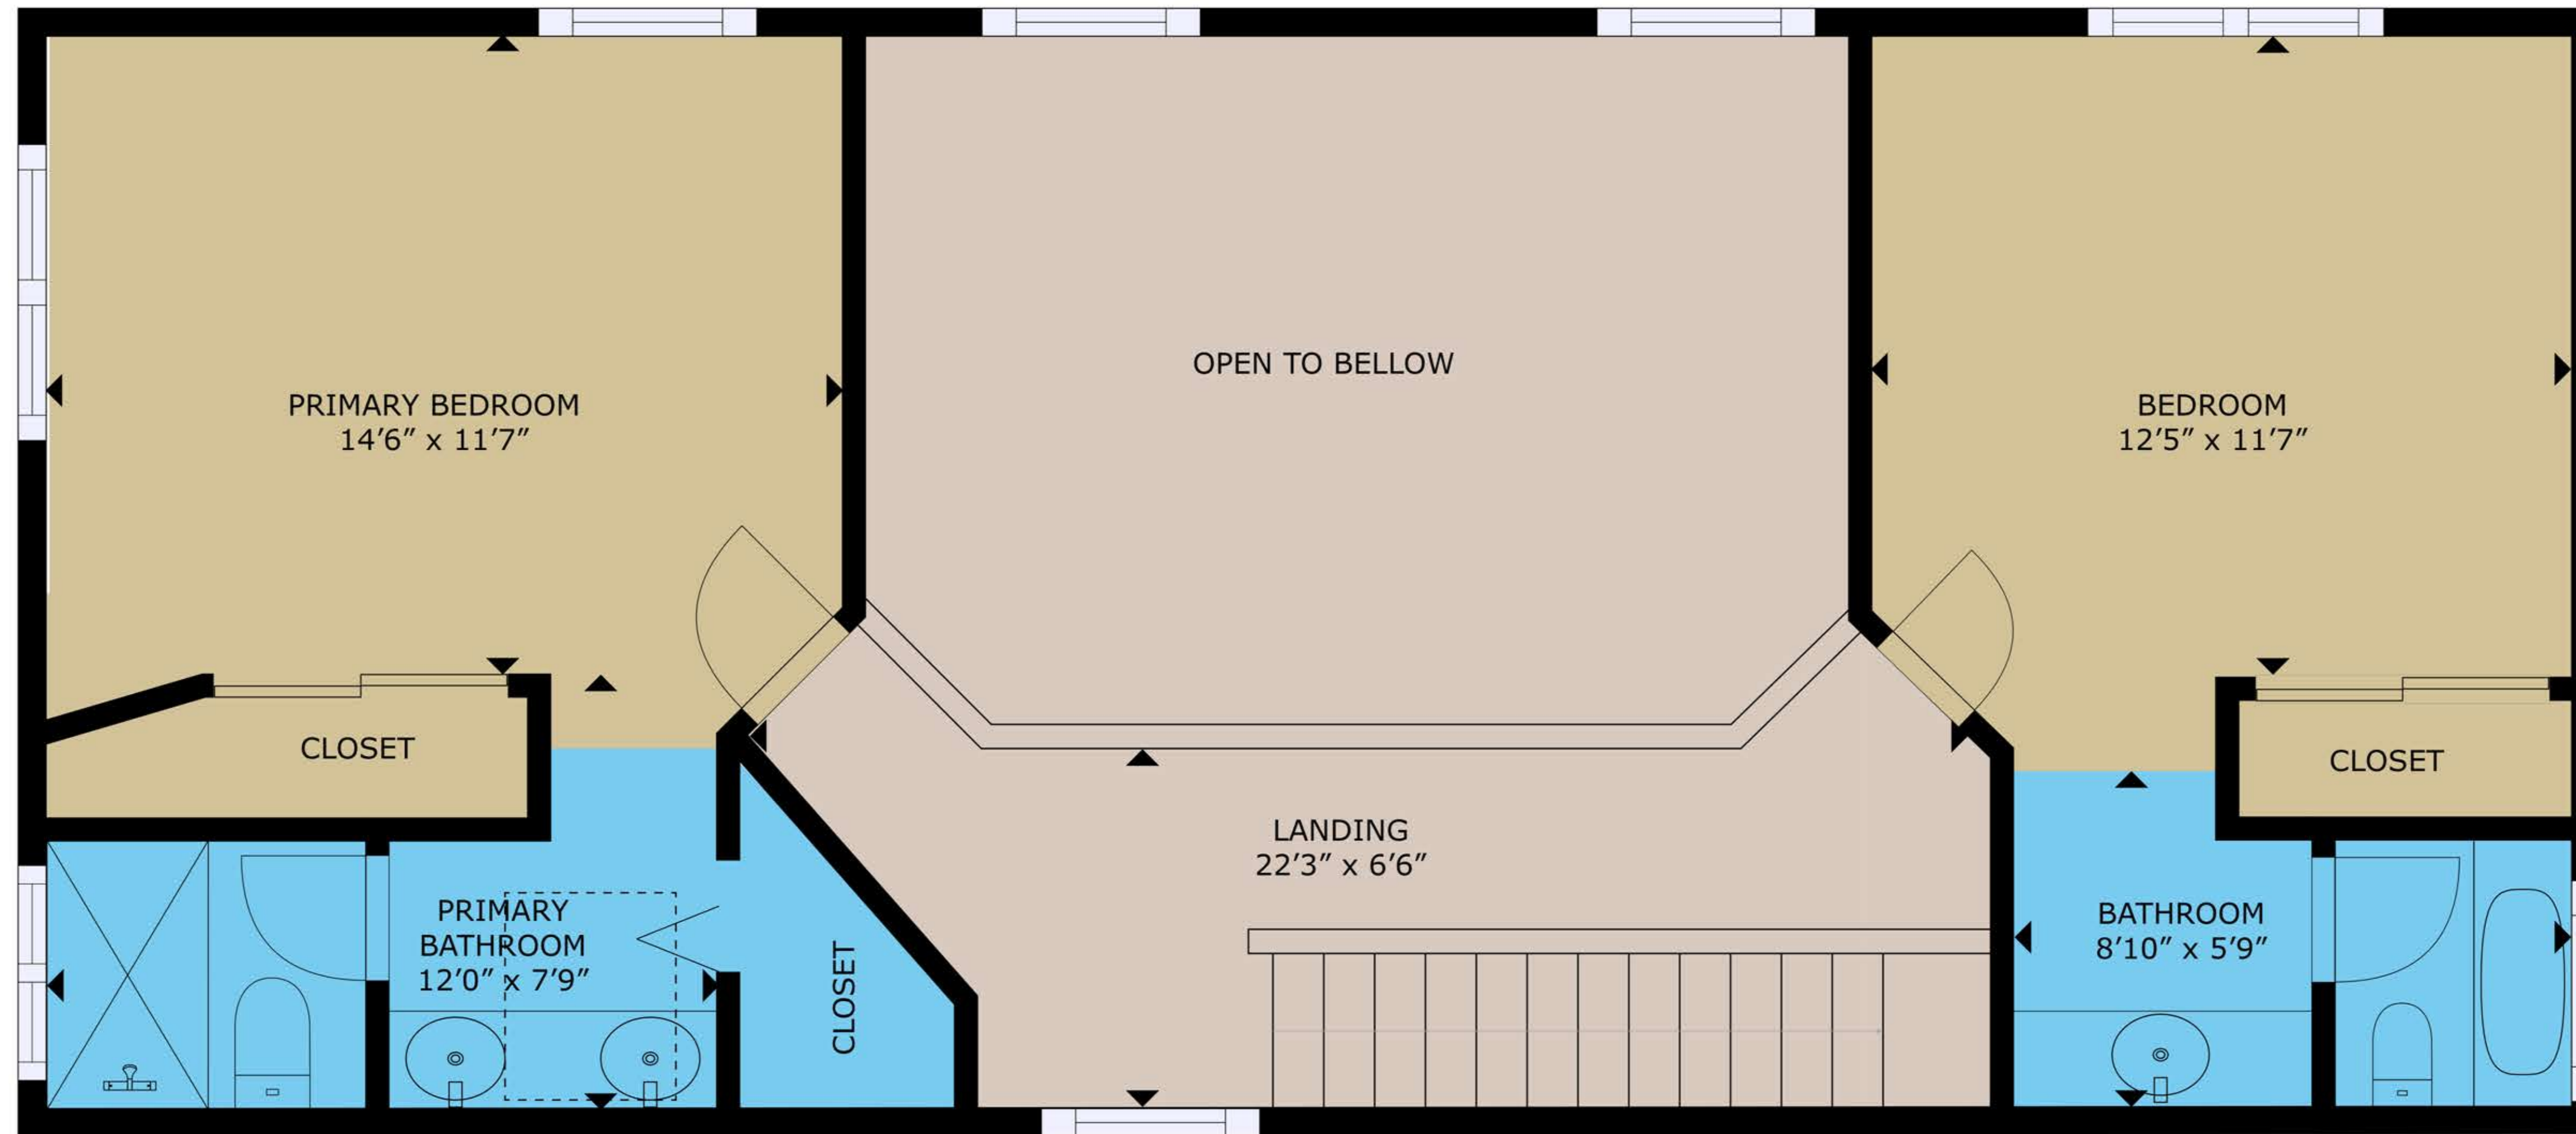 OPEN TO BELLOW
PRIMARY BEDROOM
14′6″ x 11′7″
BEDROOM
12′5″ x 11′7″
CLOSET
CLOSET
LANDING
22′3″ x 6′6″
PRIMARY
BATHROOM
12′0″ x 7′9″
CLOSET
BATHROOM
8′10″ x 5′9″